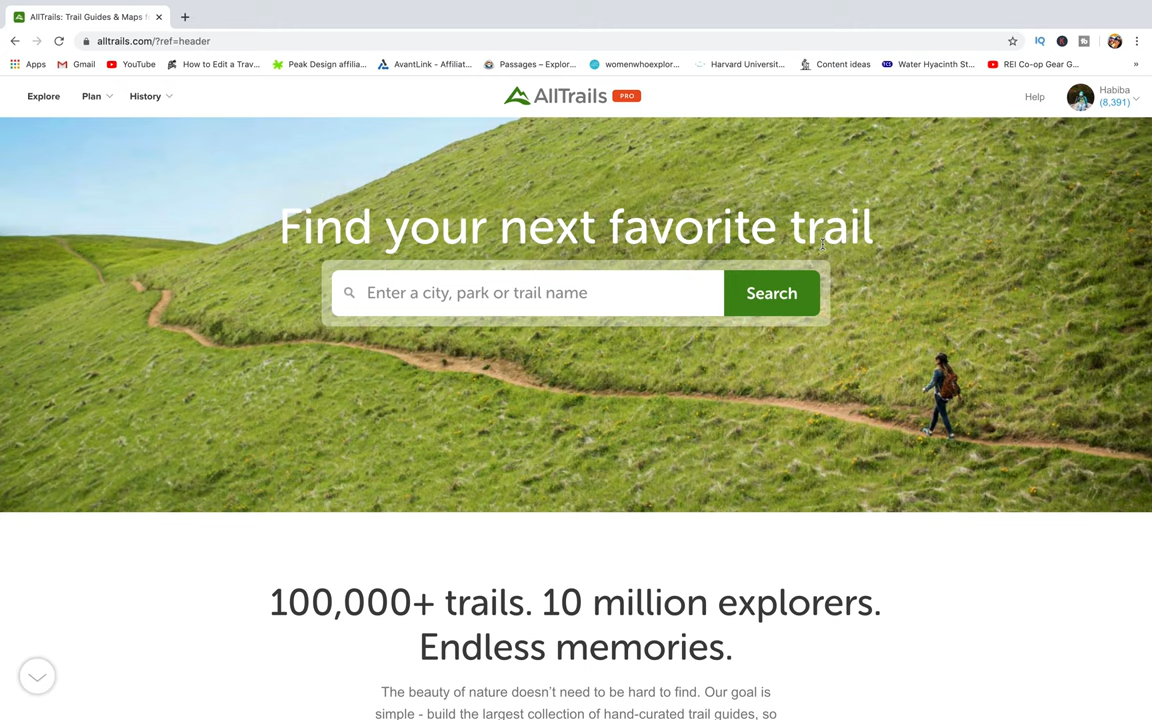 AllTrails: Trail Guides & Maps f
alltrails.com/?ref=header
Apps Gmail YouTube How to Edit a Trav... Peak Design affilia... AvantLink - Affiliat... Passages – Explor... womenwhoexplor... Harvard Universit... Content ideas Water Hyacinth St... REI Co-op Gear G... »
Explore Plan History AllTrails PRO Help Habiba
(8,391)
Find your next favorite trail
Enter a city, park or trail name Search
100,000+ trails. 10 million explorers.
Endless memories.
The beauty of nature doesn’t need to be hard to find. Our goal is
simple - build the largest collection of hand-curated trail guides, so